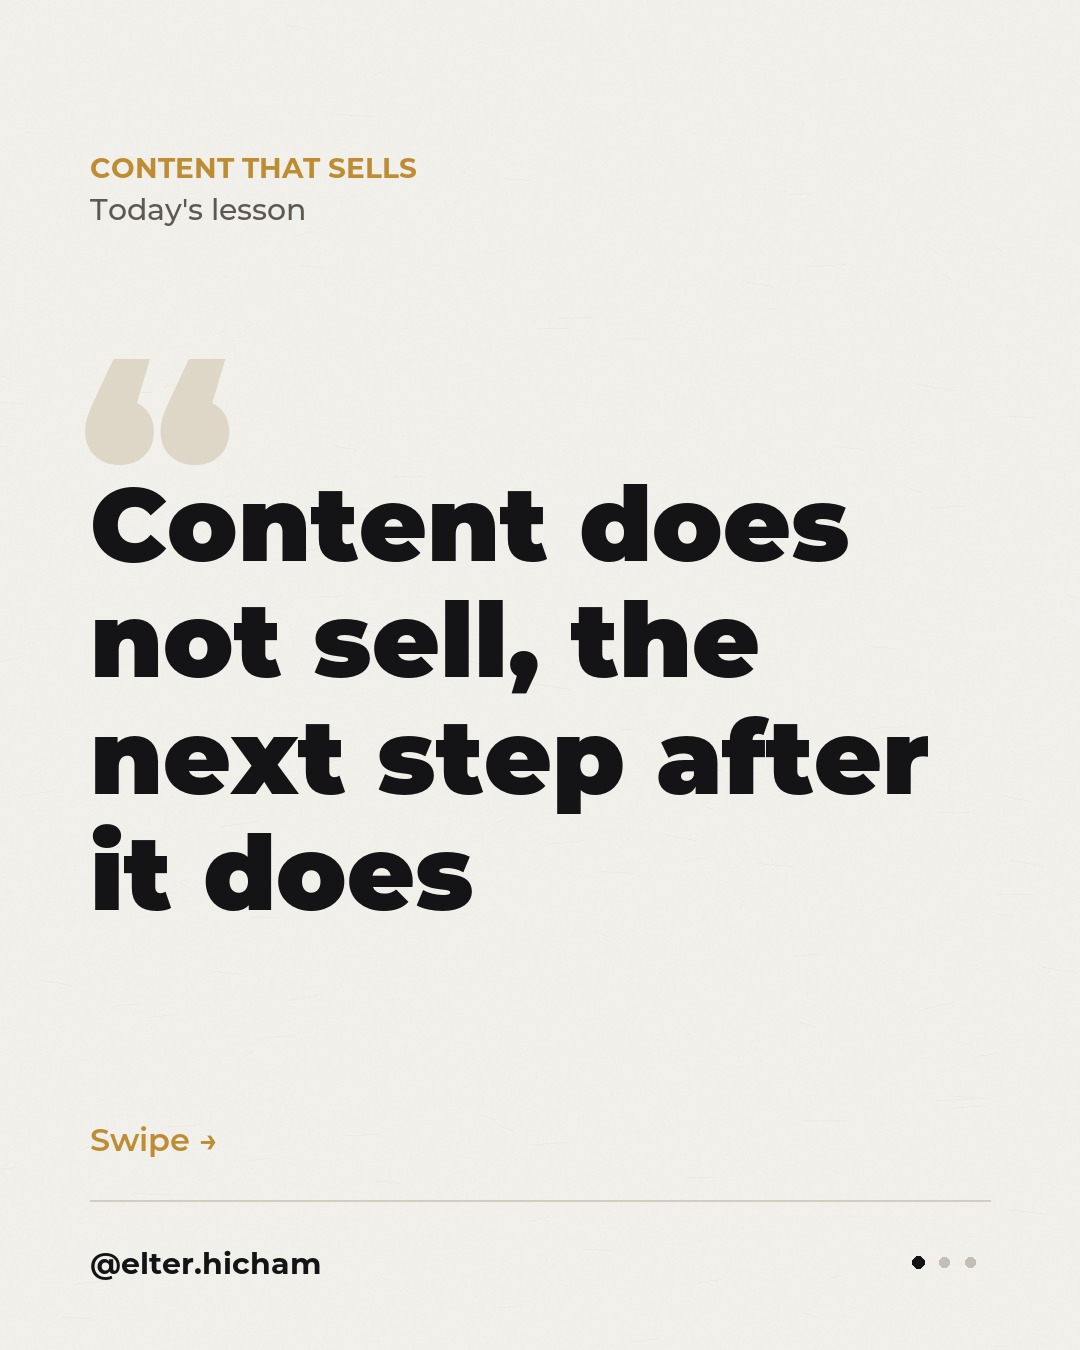 CONTENT THAT SELLS
Today's lesson
“
Content does
not sell, the
next step after
it does
Swipe →
@elter.hicham